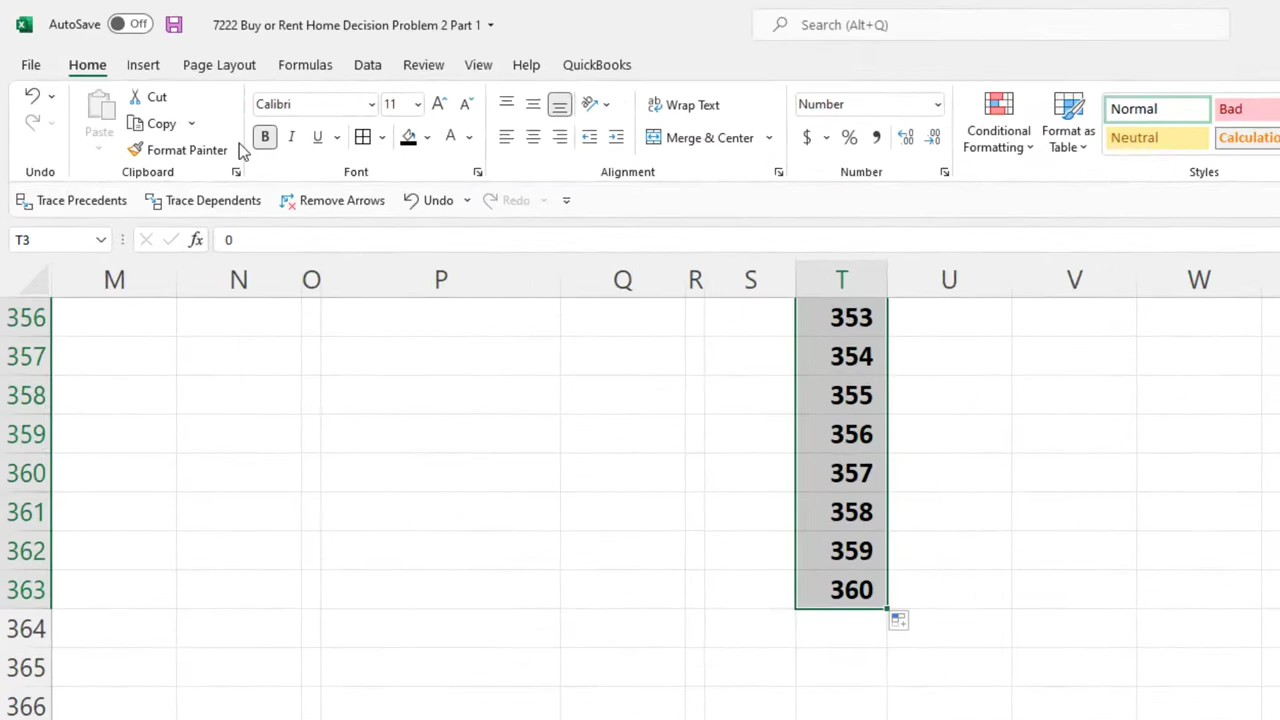 AutoSave Off 7222 Buy or Rent Home Decision Problem 2 Part 1 Search (Alt+Q)
File Home Insert Page Layout Formulas Data Review View Help QuickBooks
Paste Cut Copy Format Painter
Calibri 11 Wrap Text Merge & Center
B I U A
Number
$ % ,
Conditional Formatting Format as Table
Normal Bad
Neutral Calculatio
Undo Clipboard Font Alignment Number Styles
Trace Precedents Trace Dependents Remove Arrows Undo Redo
T3 fx 0
M N O P Q R S T U V W
356 353
357 354
358 355
359 356
360 357
361 358
362 359
363 360
364
365
366